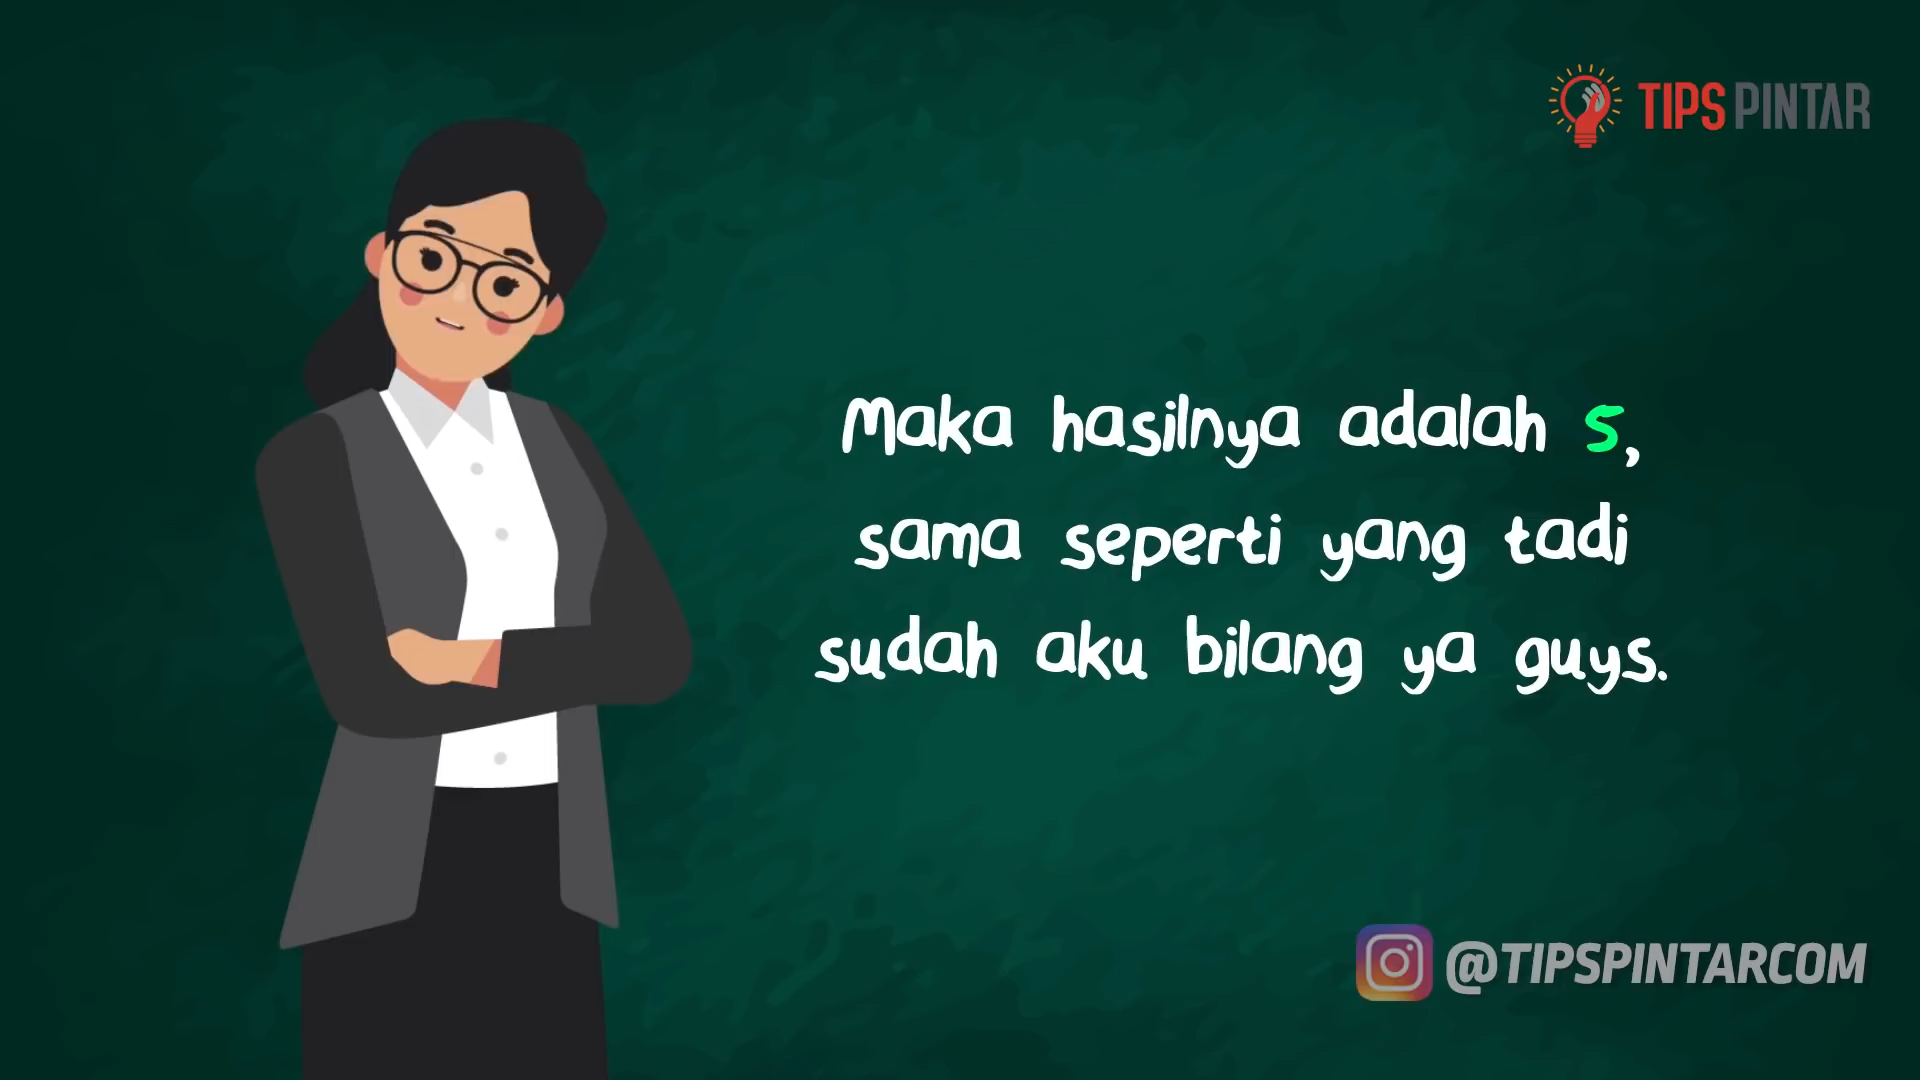 TIPS PINTAR
Maka hasilnya adalah 5,
sama seperti yang tadi
sudah aku bilang ya guys.
@TIPSPINTARCOM